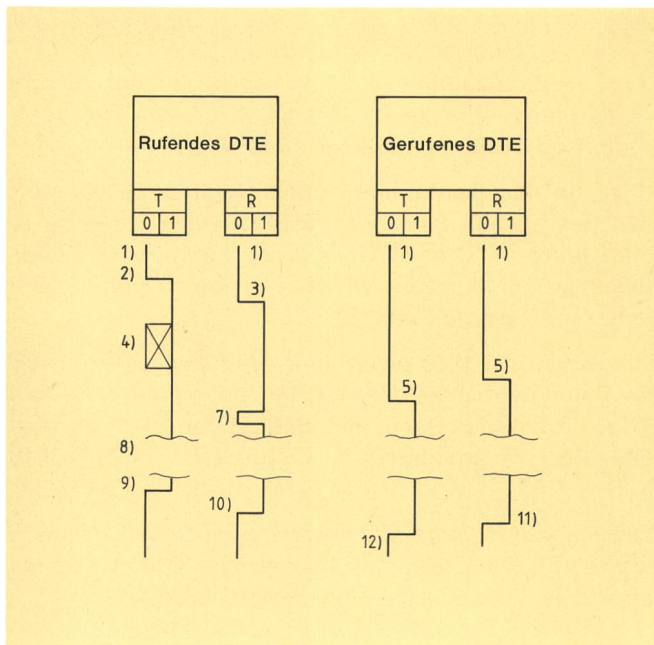 Rufendes DTE
Gerufenes DTE
T R T R
0 1 0 1 0 1 0 1
1) 1) 1) 1)
2)
3)
4)
5)
5)
7)
8)
9)
10)
11)
12)